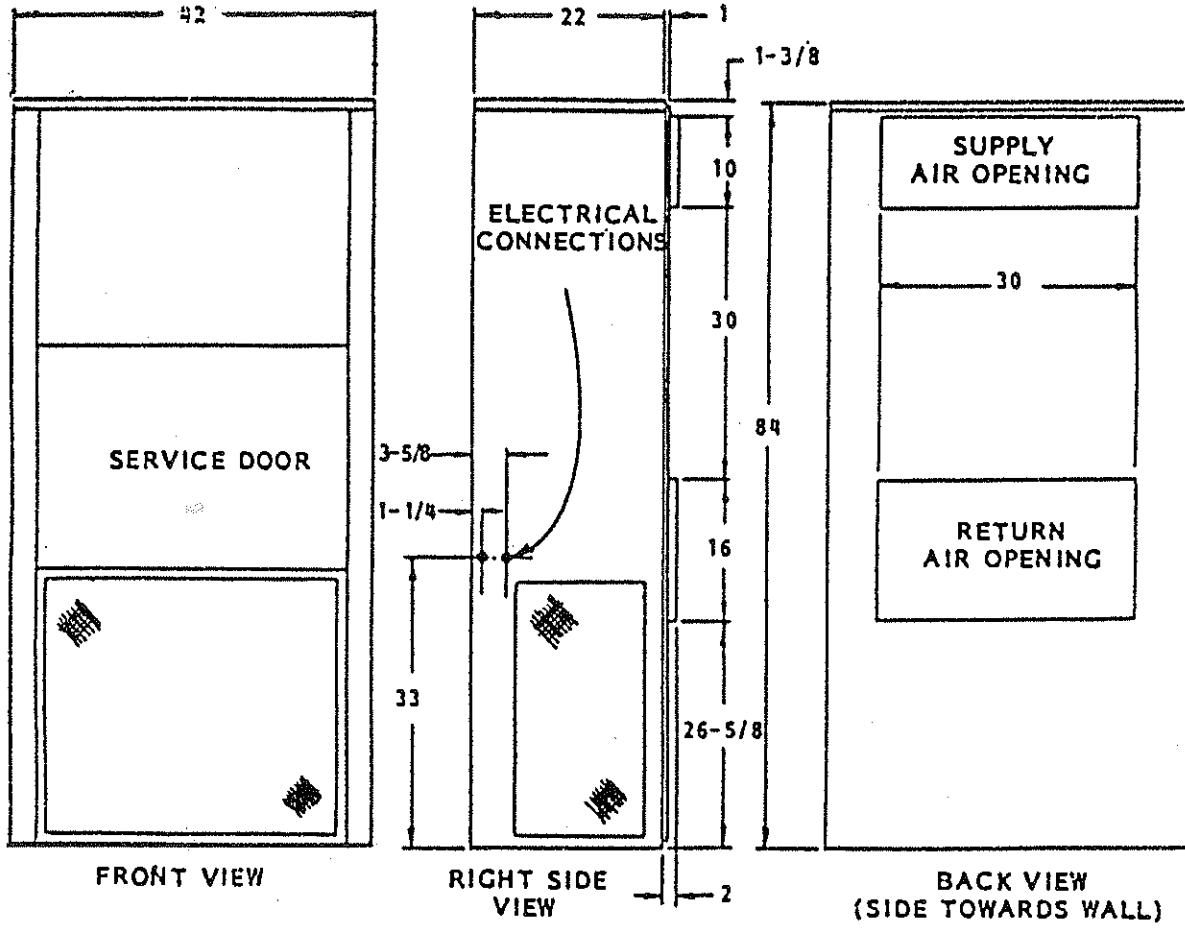 42
22
1
1-3/8
SUPPLY
AIR OPENING
10
ELECTRICAL
CONNECTIONS
30
30
84
SERVICE DOOR
3-5/8
1-1/4
RETURN
AIR OPENING
16
33
26-5/8
FRONT VIEW
RIGHT SIDE
VIEW
2
BACK VIEW
(SIDE TOWARDS WALL)